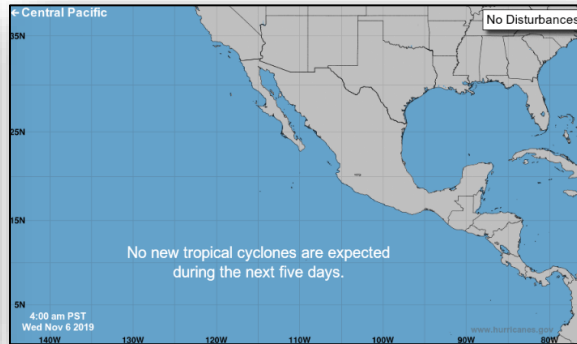 ←Central Pacific
No Disturbances
35N
25N
15N
No new tropical cyclones are expected
during the next five days.
5N
4:00 am PST
Wed Nov 6 2019
www.hurricanes.gov
140W 130W 120W 110W 100W 90W 80W